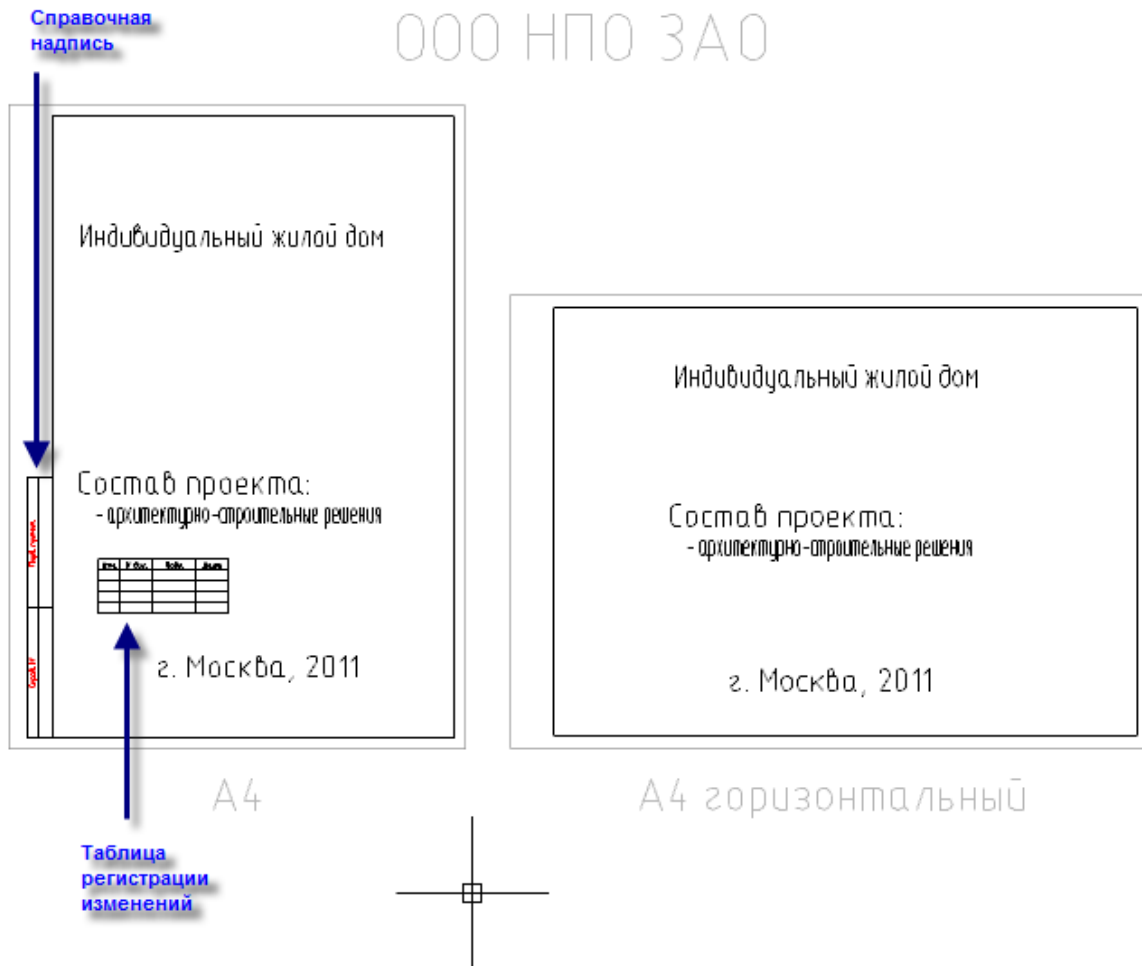 Справочная
надпись
ООО НПО ЗАО
Индивидуальный жилой дом
Состав проекта:
- архитектурно-строительные решения
г. Москва, 2011
А4
Индивидуальный жилой дом
Состав проекта:
- архитектурно-строительные решения
г. Москва, 2011
А4 горизонтальный
Таблица
регистрации
изменений